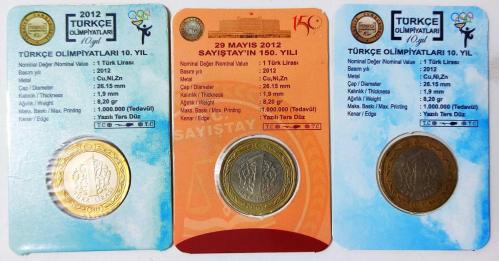 2012
TÜRKÇE
OLİMPİYATLARI
10.yıl
TÜRKÇE OLİMPİYATLARI 10. YIL
Nominal Değer /Nominal Value : 1 Türk Lirası
Basım yılı : 2012
Metal : Cu,Ni,Zn
Çap / Diameter : 26.15 mm
Kalınlık / Thickness : 1,9 mm
Ağırlık / Weight : 8,20 gr
Maks. Baskı / Max. Printing : 1.000.000 (Tedavül)
Kenar / Edge : Yazılı Ters Düz
T.C T.C
150
29 MAYIS 2012
SAYIŞTAY'IN 150. YILI
Nominal Değer /Nominal Value : 1 Türk Lirası
Basım yılı : 2012
Metal : Cu,Ni,Zn
Çap / Diameter : 26.15 mm
Kalınlık / Thickness : 1,9 mm
Ağırlık / Weight : 8,20 gr
Maks. Baskı / Max. Printing : 1.000.000 (Tedavül)
Kenar / Edge : Yazılı Ters Düz
T.C T.C
SAYIŞTAY
1
2012
TÜRKÇE
OLİMPİYATLARI
10.yıl
TÜRKÇE OLİMPİYATLARI 10. YIL
Nominal Değer /Nominal Value : 1 Türk Lirası
Basım yılı : 2012
Metal : Cu,Ni,Zn
Çap / Diameter : 26.15 mm
Kalınlık / Thickness : 1,9 mm
Ağırlık / Weight : 8,20 gr
Maks. Baskı / Max. Printing : 1.000.000 (Tedavül)
Kenar / Edge : Yazılı Ters Düz
T.C T.C
1